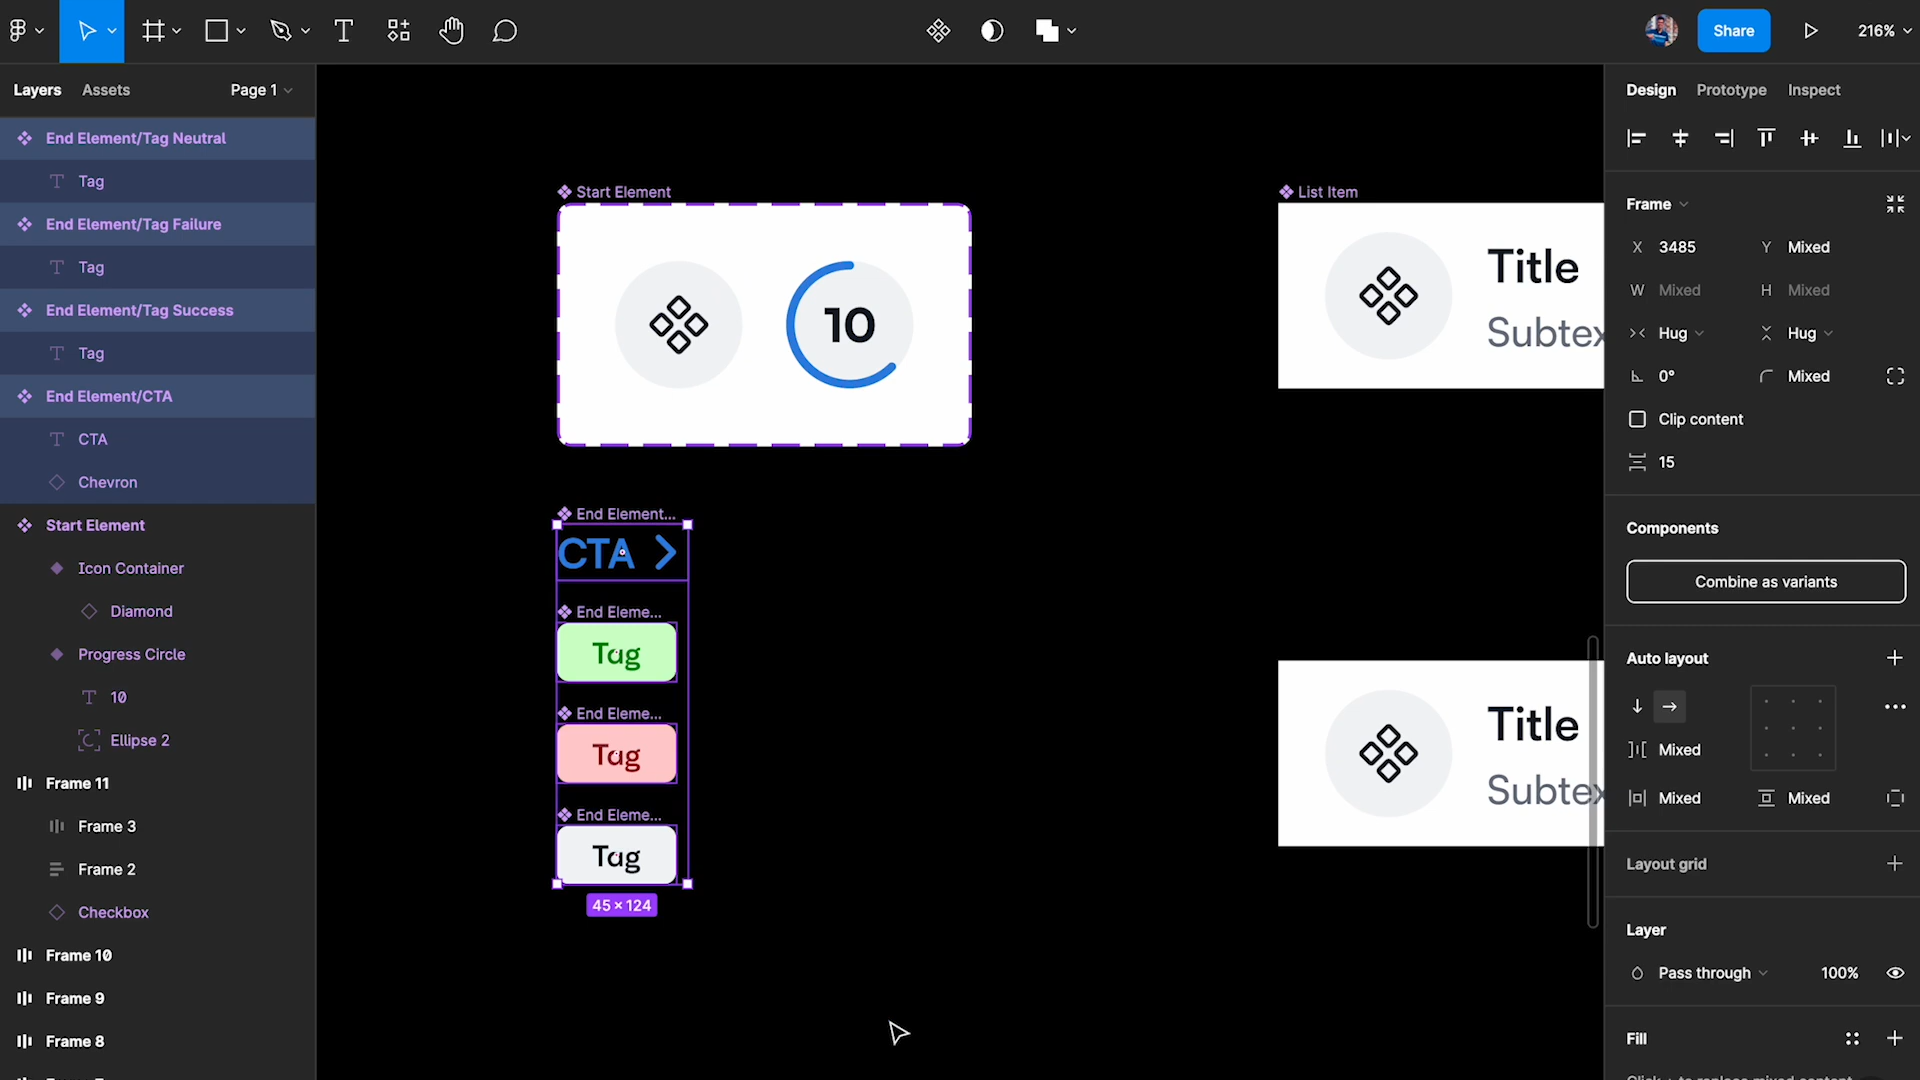 Share
216%
Layers
Assets
Page 1
End Element/Tag Neutral
Tag
End Element/Tag Failure
Tag
End Element/Tag Success
Tag
End Element/CTA
CTA
Chevron
Start Element
Icon Container
Diamond
Progress Circle
10
Ellipse 2
Frame 11
Frame 3
Frame 2
Checkbox
Frame 10
Frame 9
Frame 8
Start Element
10
End Element...
CTA
End Eleme...
Tag
End Eleme...
Tag
End Eleme...
Tag
45 × 124
List Item
Title
Subtex
Title
Subtex
Design
Prototype
Inspect
Frame
X 3485
Y Mixed
W Mixed
H Mixed
Hug
Hug
0°
Mixed
Clip content
15
Components
Combine as variants
Auto layout
Mixed
Mixed
Mixed
Layout grid
Layer
Pass through
100%
Fill